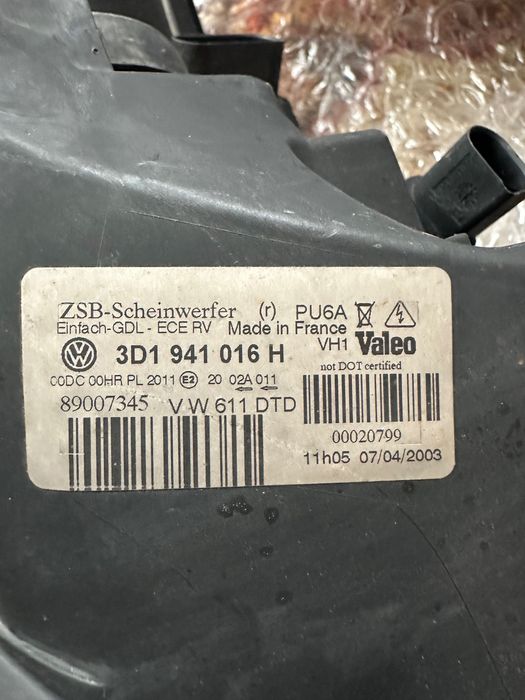 ZSB-Scheinwerfer (r) PU6A
Einfach-GDL - ECE RV Made in France VH1 Valeo
3D1 941 016 H
not DOT certified
00DC 00HR PL 2011 E2 20 02A 011
89007345 VW 611 DTD
00020799
11h05 07/04/2003